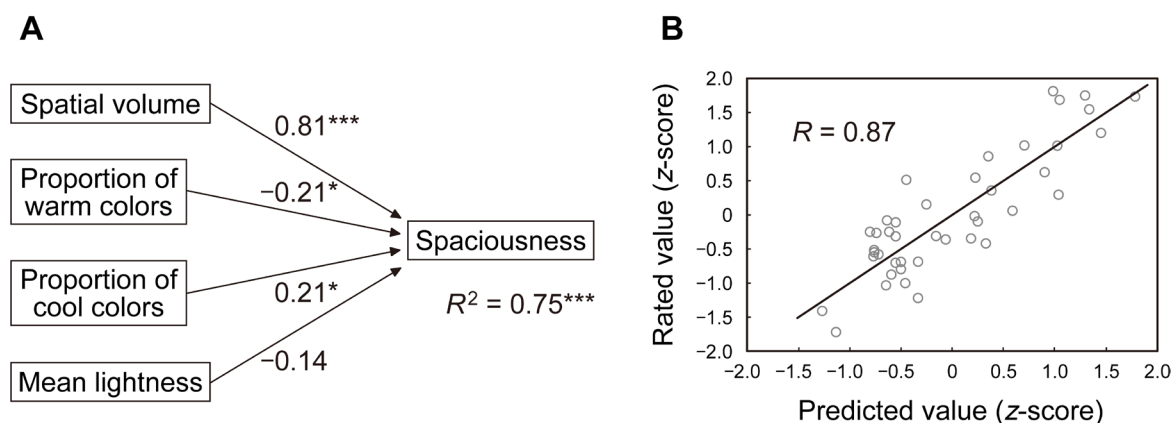 A
Spatial volume
0.81***
Proportion of
warm colors
−0.21*
Spaciousness
Proportion of
cool colors
0.21*
R² = 0.75***
−0.14
Mean lightness
B
R = 0.87
Rated value (z-score)
2.0
1.5
1.0
0.5
0
−0.5
−1.0
−1.5
−2.0
−2.0 −1.5 −1.0 −0.5 0 0.5 1.0 1.5 2.0
Predicted value (z-score)